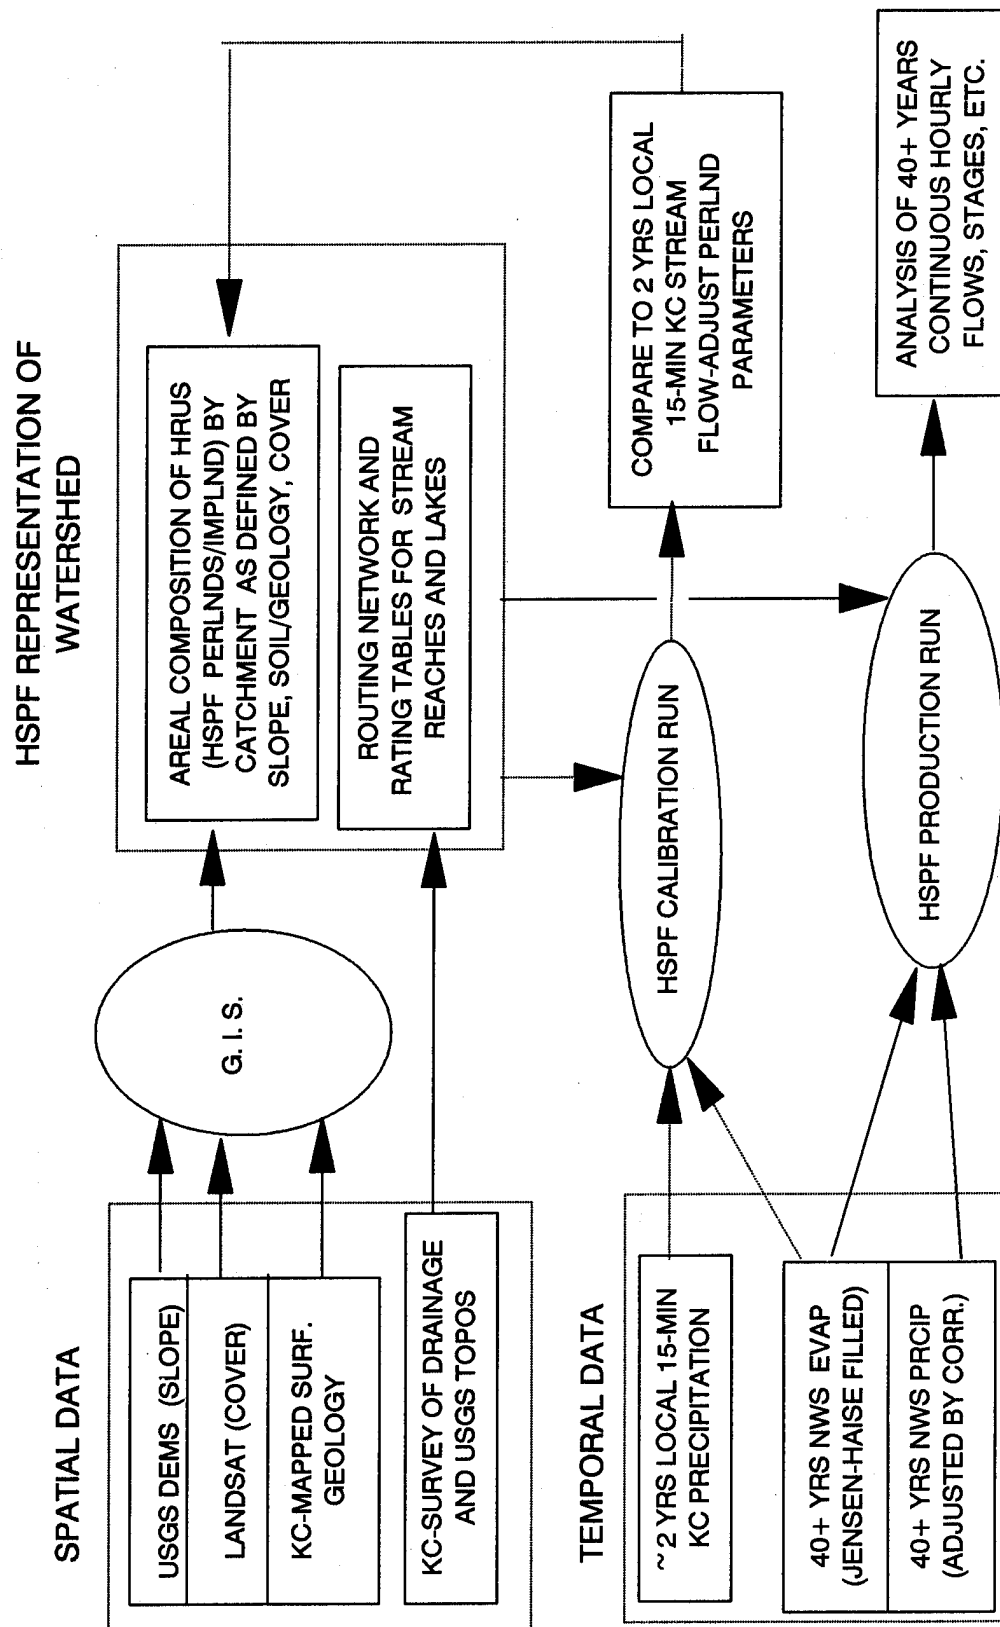 SPATIAL DATA
USGS DEMS (SLOPE)
LANDSAT (COVER)
KC-MAPPED SURF.
GEOLOGY
KC-SURVEY OF DRAINAGE
AND USGS TOPOS
G. I. S.
HSPF REPRESENTATION OF
WATERSHED
AREAL COMPOSITION OF HRUS
(HSPF PERLNDS/IMPLND) BY
CATCHMENT AS DEFINED BY
SLOPE, SOIL/GEOLOGY, COVER
ROUTING NETWORK AND
RATING TABLES FOR STREAM
REACHES AND LAKES
TEMPORAL DATA
~2 YRS LOCAL 15-MIN
KC PRECIPITATION
40+ YRS NWS EVAP
(JENSEN-HAISE FILLED)
40+ YRS NWS PRCIP
(ADJUSTED BY CORR.)
HSPF CALIBRATION RUN
COMPARE TO 2 YRS LOCAL
15-MIN KC STREAM
FLOW-ADJUST PERLND
PARAMETERS
HSPF PRODUCTION RUN
ANALYSIS OF 40+ YEARS
CONTINUOUS HOURLY
FLOWS, STAGES, ETC.